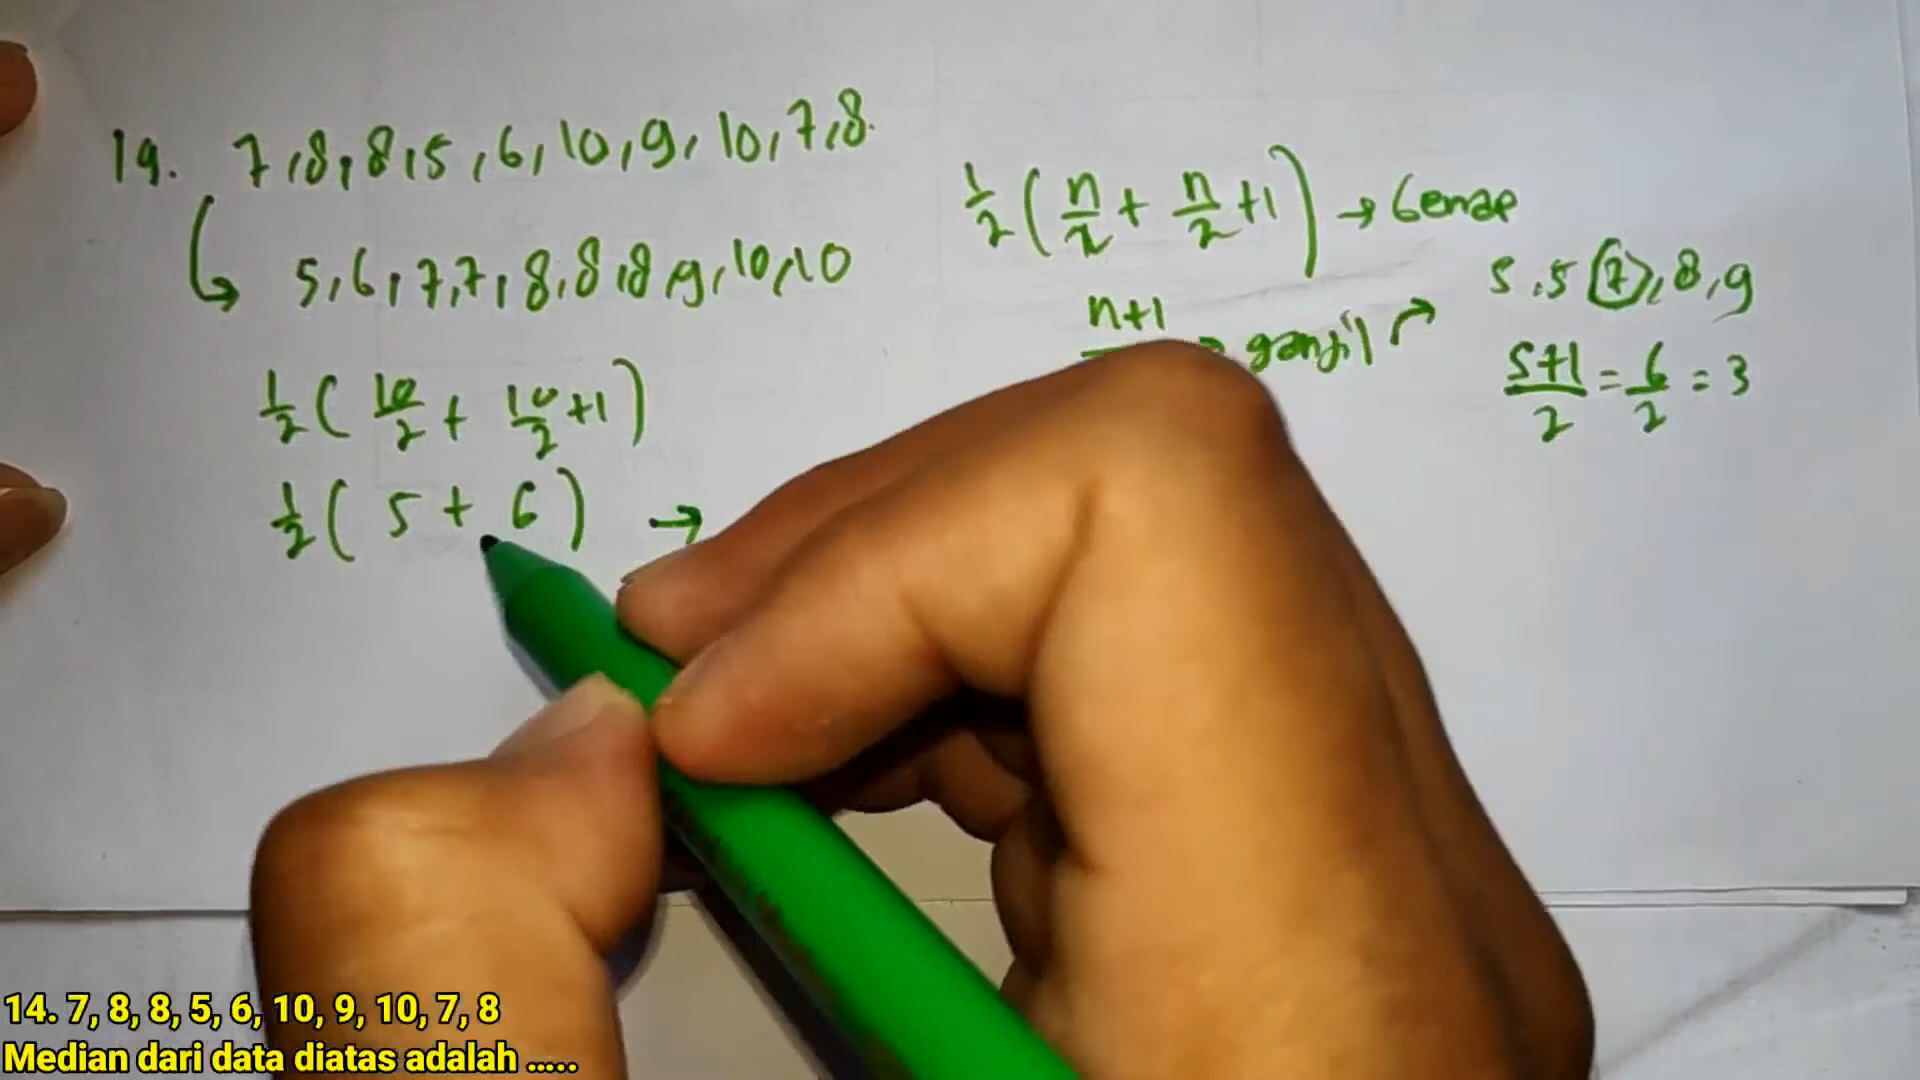 14. 7, 8, 8, 5, 6, 10, 9, 10, 7, 8.
5, 6, 7, 7, 8, 8, 8, 9, 10, 10
1/2 ( 10/2 + 10/2 +1 )
1/2 ( 5 + 6 ) →
1/2 ( n/2 + n/2 +1 ) → Genap
n+1
ganjil
5, 5 7, 8, 9
5+1/2 = 6/2 = 3
14. 7, 8, 8, 5, 6, 10, 9, 10, 7, 8
Median dari data diatas adalah .....